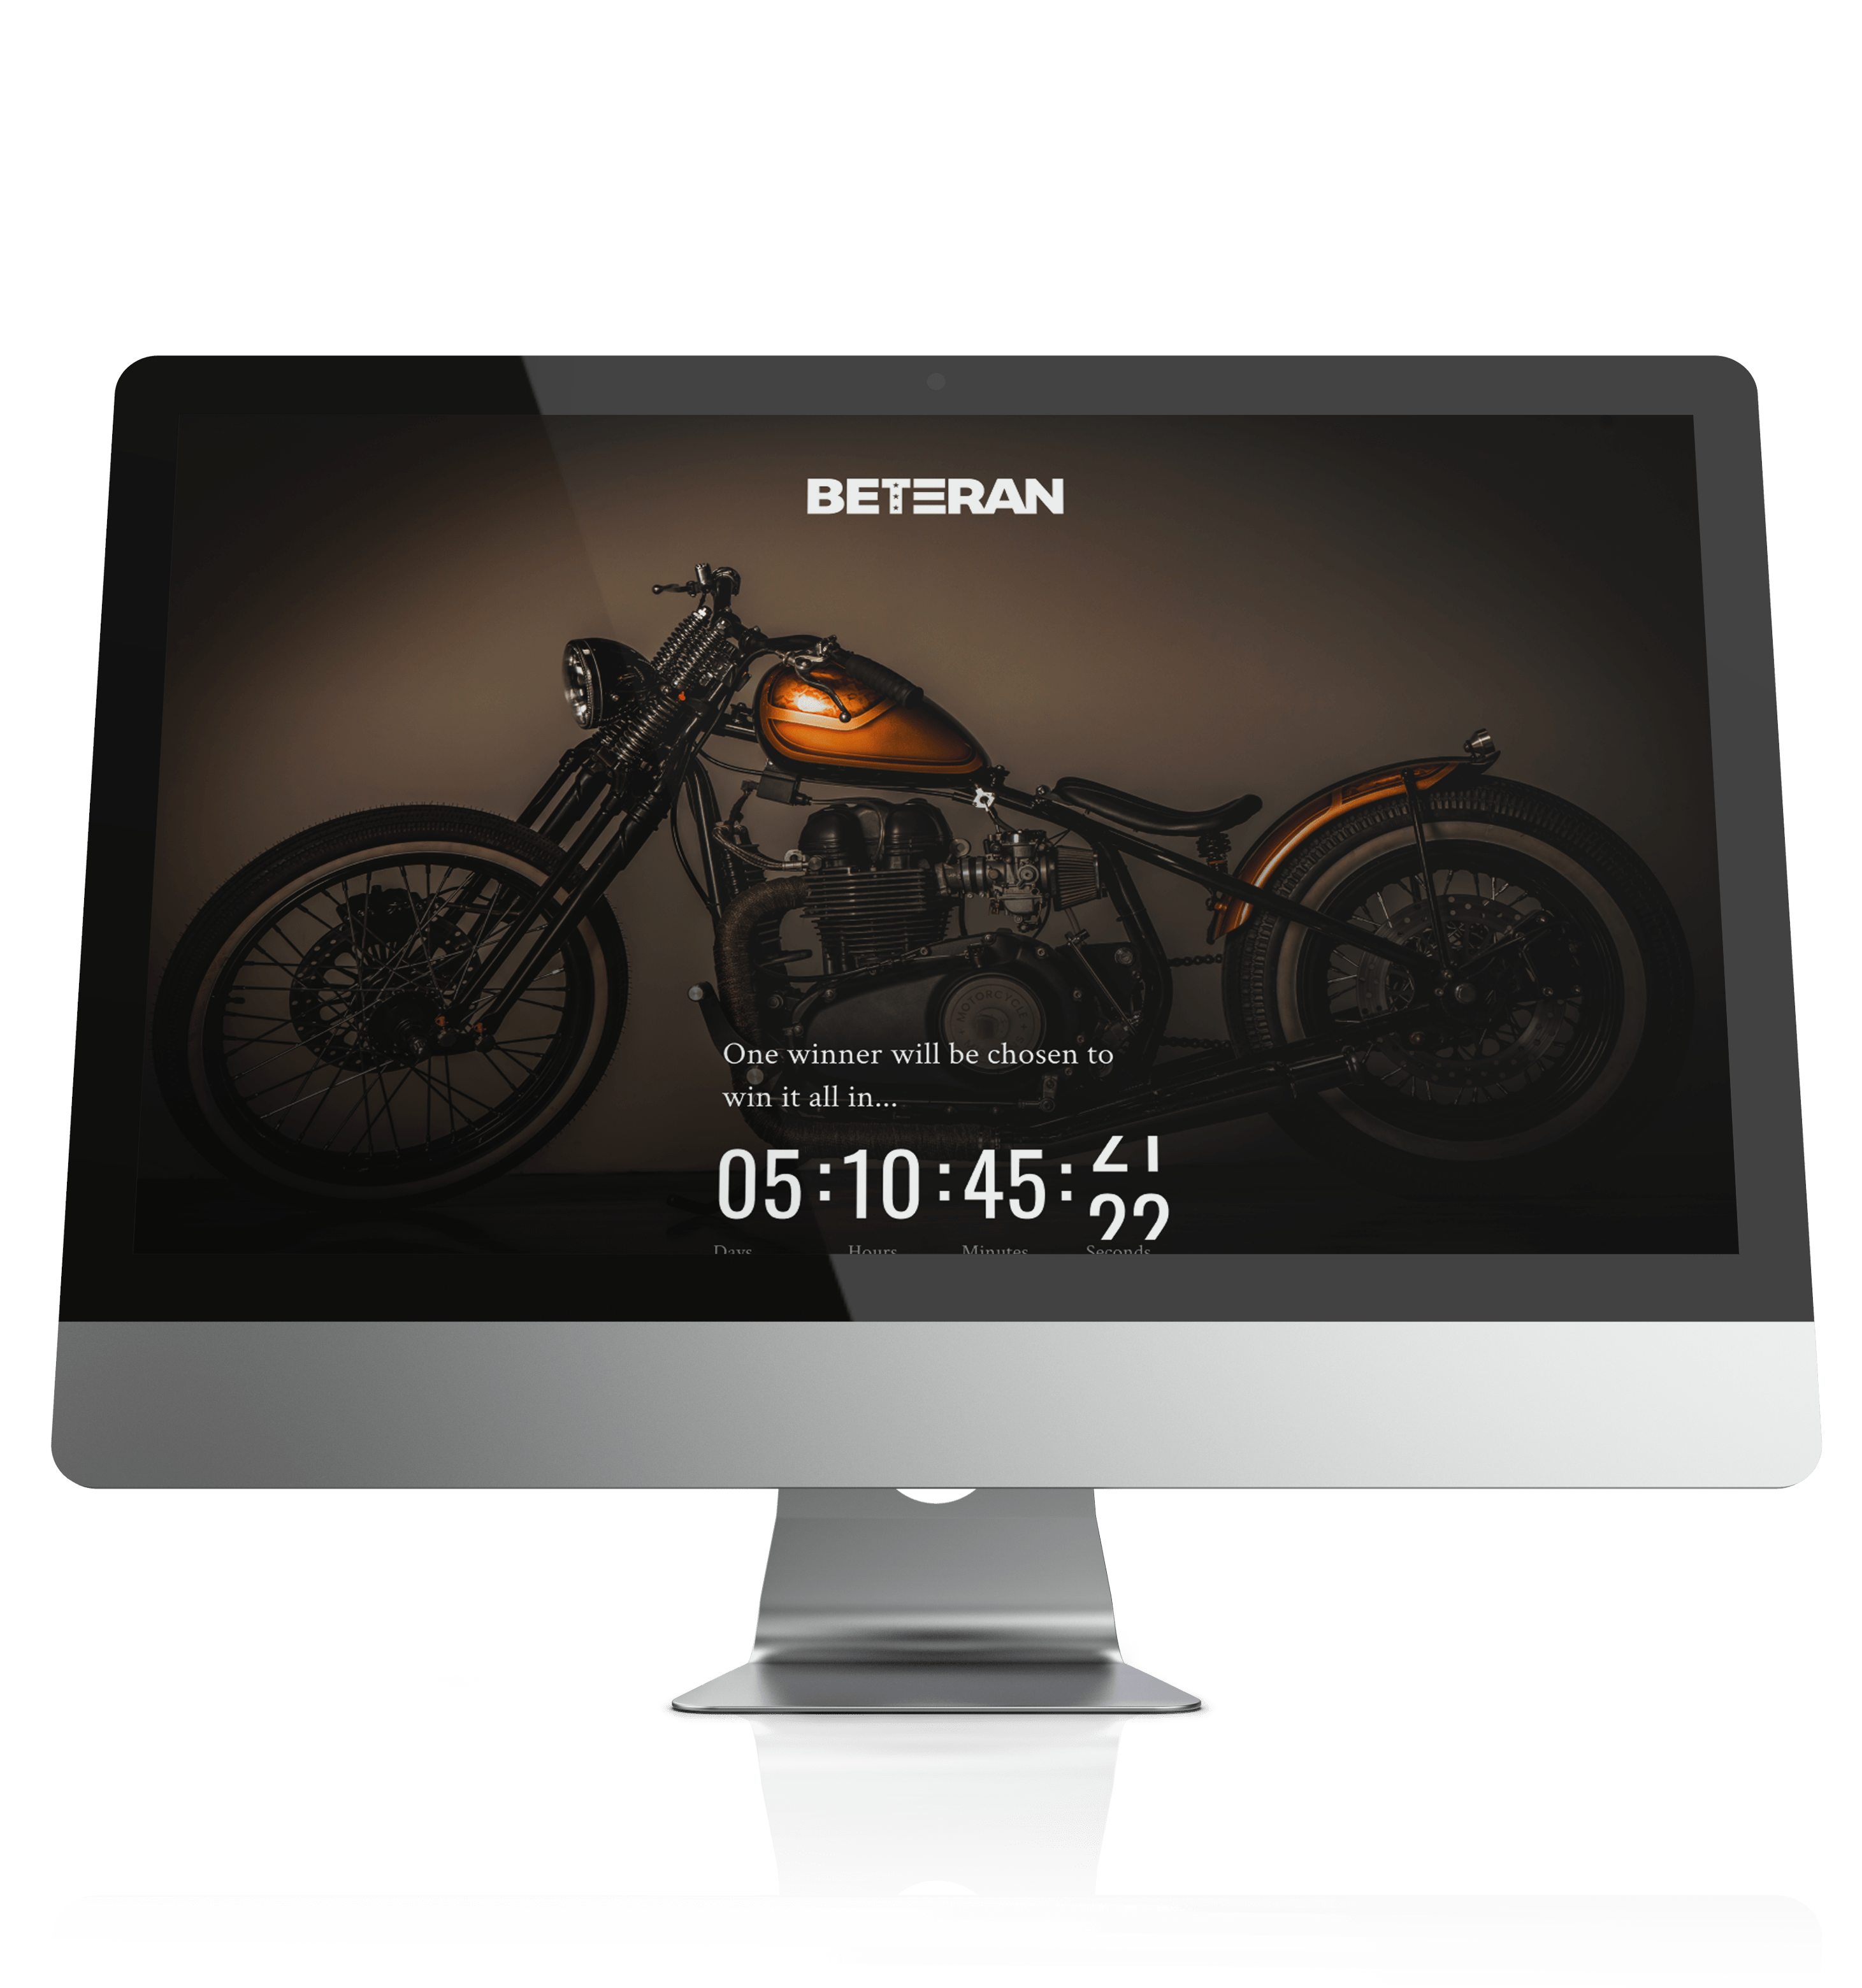 BETERAN
MOTORCYCLE
One winner will be chosen to
win it all in...
05:10:45:
21
22
Days Hours Minutes Seconds